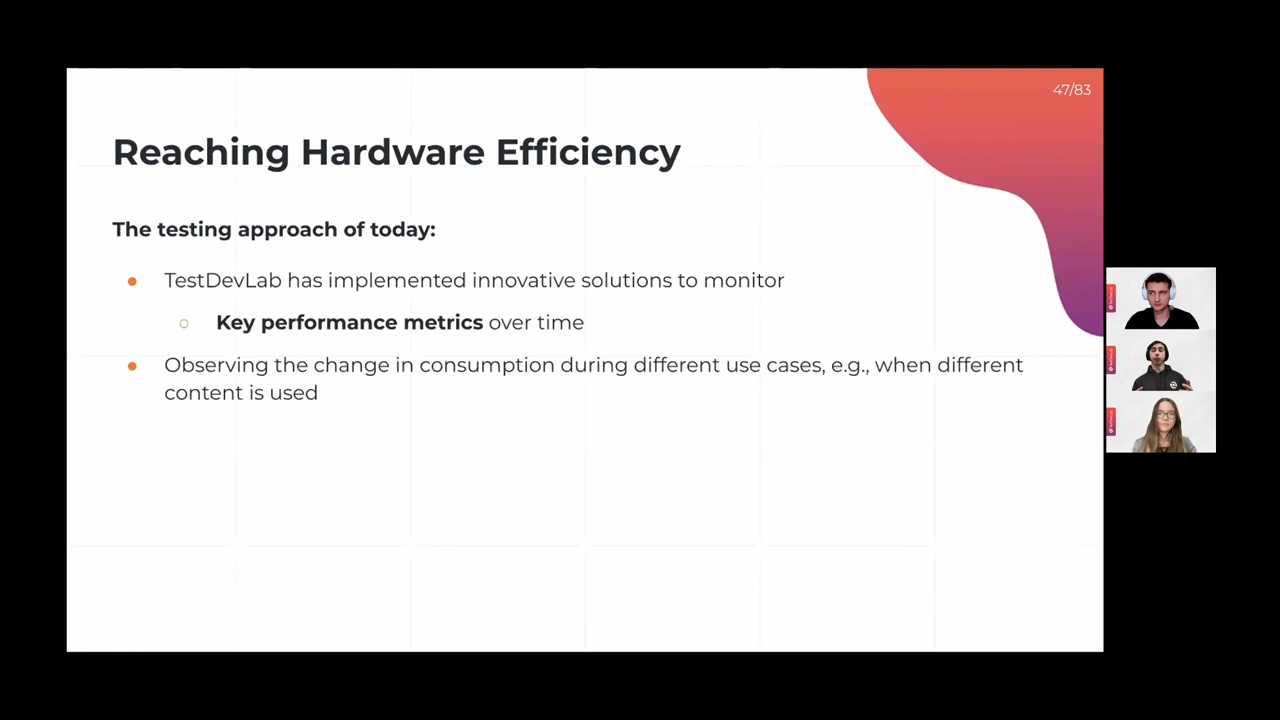 47/83
Reaching Hardware Efficiency
The testing approach of today:
TestDevLab has implemented innovative solutions to monitor
Key performance metrics over time
Observing the change in consumption during different use cases, e.g., when different
content is used